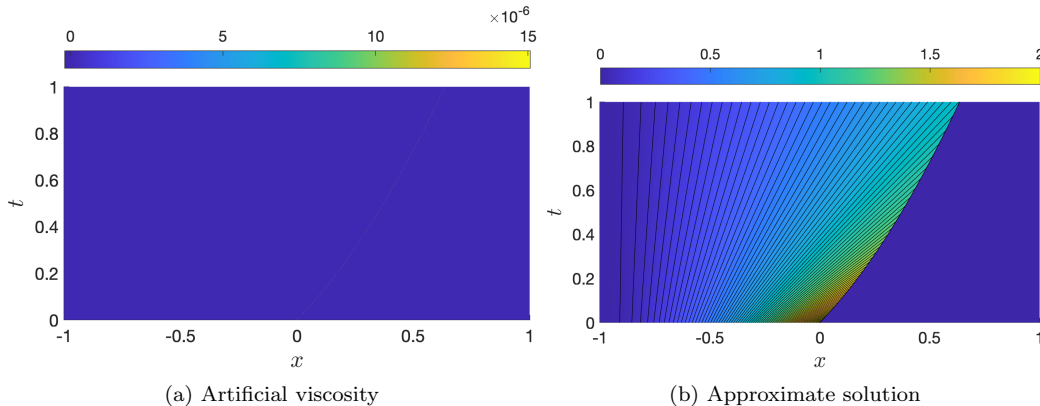 ×10⁻⁶
0 5 10 15
0 0.5 1 1.5 2
1
0.8
0.6
0.4
0.2
0
t
-1 -0.5 0 0.5 1
x
1
0.8
0.6
0.4
0.2
0
t
-1 -0.5 0 0.5 1
x
(a) Artificial viscosity
(b) Approximate solution